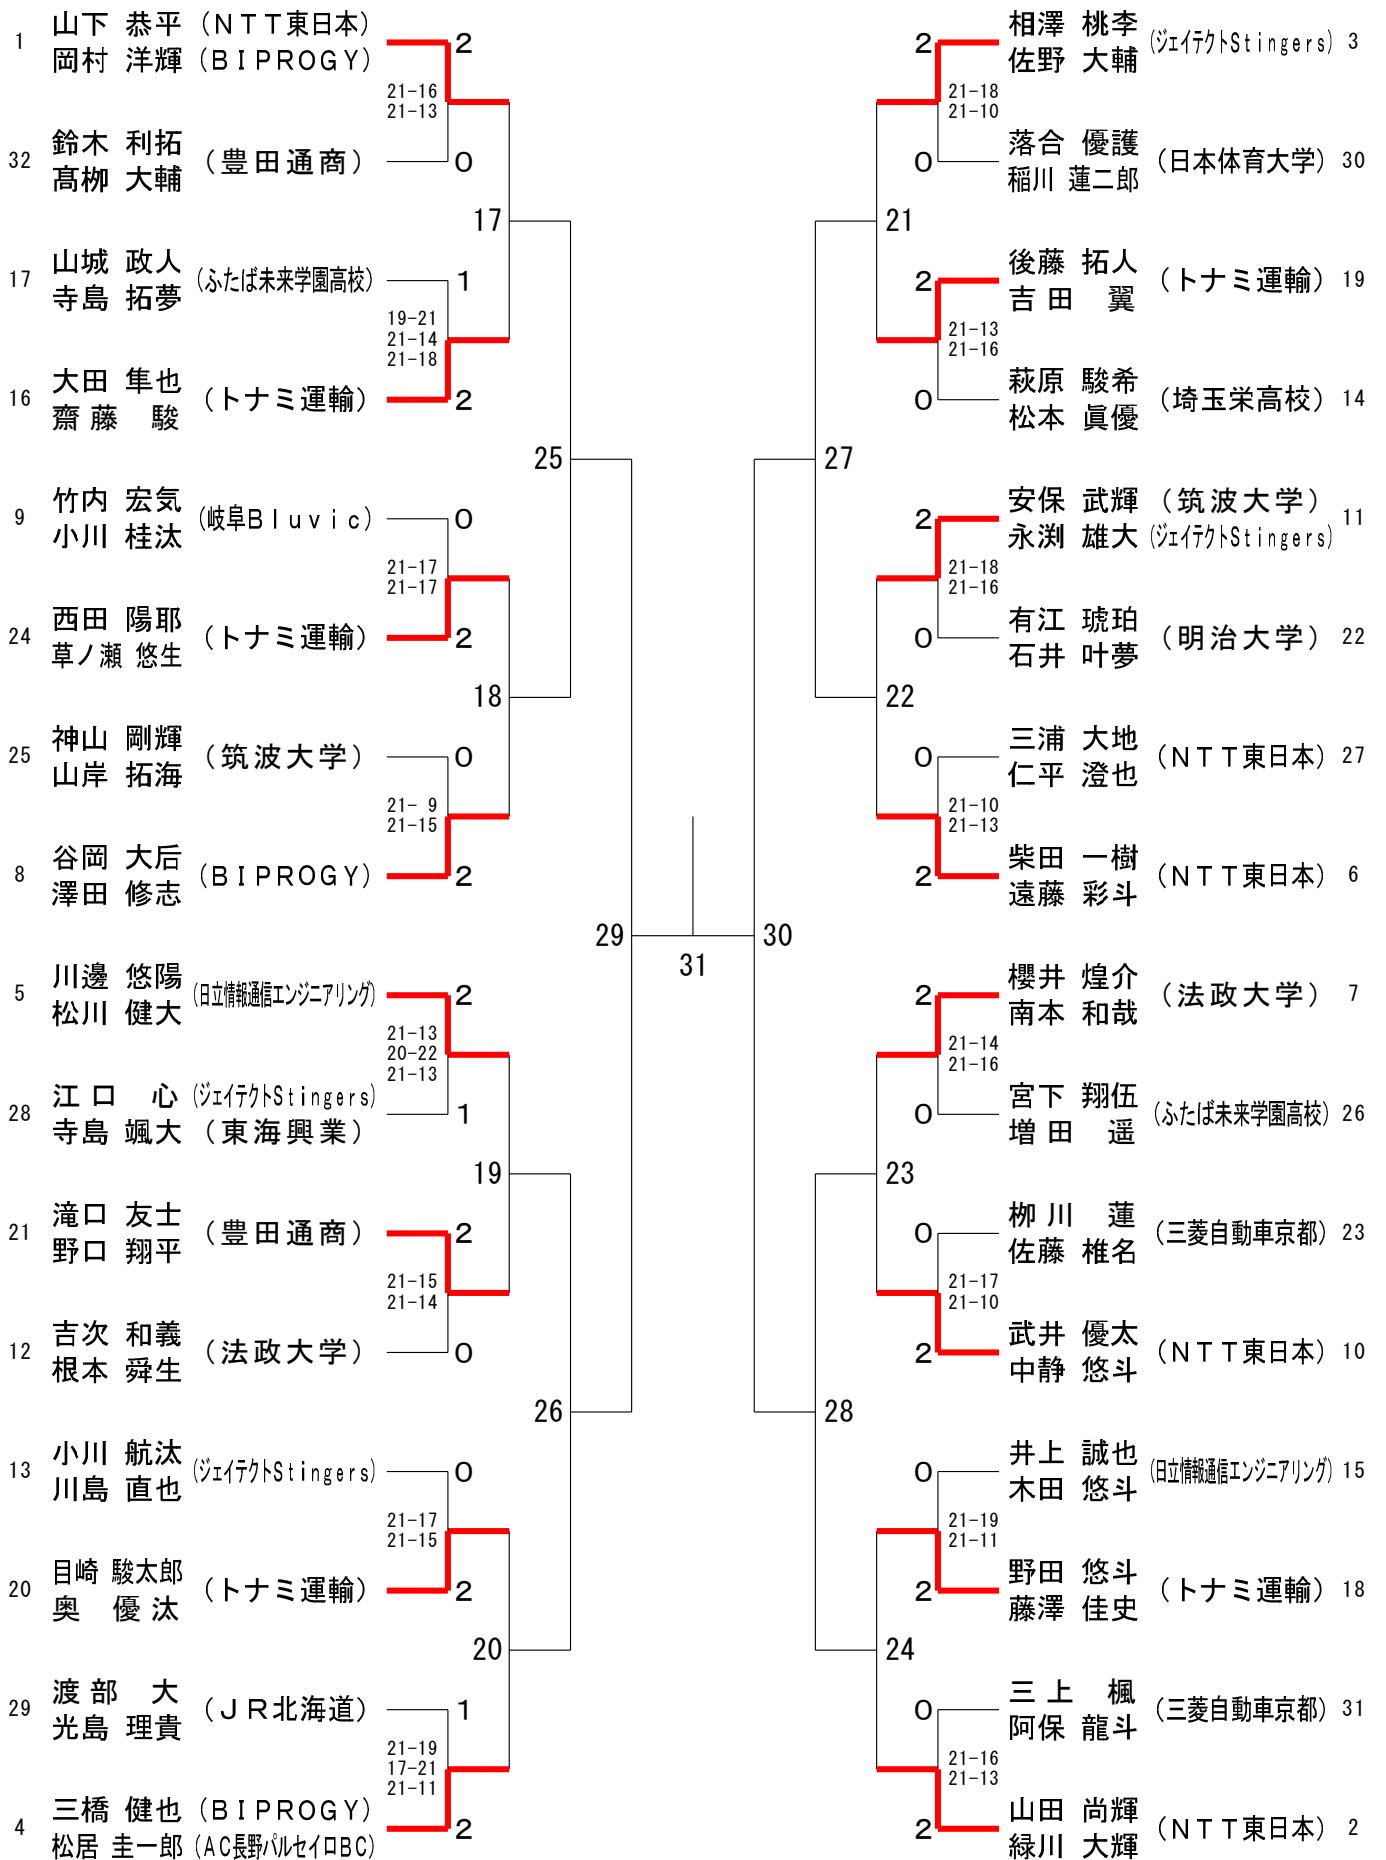 1 山下 恭平 (ＮＴＴ東日本) 2
岡村 洋輝 (ＢＩＰＲＯＧＹ)
21-16
21-13
32 鈴木 利拓 (豊田通商) 0
髙栁 大輔
17
17 山城 政人 (ふたば未来学園高校) 1
寺島 拓夢
19-21
21-14
21-18
16 大田 隼也 (トナミ運輸) 2
齋藤 駿
25
9 竹内 宏気 (岐阜Ｂｌｕｖｉｃ) 0
小川 桂汰
21-17
21-17
24 西田 陽耶 (トナミ運輸) 2
草ノ瀬 悠生
18
25 神山 剛輝 (筑波大学) 0
山岸 拓海
21- 9
21-15
8 谷岡 大后 (ＢＩＰＲＯＧＹ) 2
澤田 修志
29
5 川邊 悠陽 (日立情報通信エンジニアリング) 2
松川 健大
21-13
20-22
21-13
28 江口 心 (ジェイテクトＳｔｉｎｇｅｒｓ) 1
寺島 颯大 (東海興業)
19
21 滝口 友士 (豊田通商) 2
野口 翔平
21-15
21-14
12 吉次 和義 (法政大学) 0
根本 舜生
26
13 小川 航汰 (ジェイテクトＳｔｉｎｇｅｒｓ) 0
川島 直也
21-17
21-15
20 目崎 駿太郎 (トナミ運輸) 2
奥 優汰
20
29 渡部 大 (ＪＲ北海道) 1
光島 理貴
21-19
17-21
21-11
4 三橋 健也 (ＢＩＰＲＯＧＹ) 2
松居 圭一郎 (ＡＣ長野パルセイロＢＣ)
31
2 相澤 桃李 (ジェイテクトＳｔｉｎｇｅｒｓ) 3
佐野 大輔
21-18
21-10
0 落合 優護 (日本体育大学) 30
稲川 蓮二郎
21
2 後藤 拓人 (トナミ運輸) 19
吉田 翼
21-13
21-16
0 萩原 駿希 (埼玉栄高校) 14
松本 眞優
27
2 安保 武輝 (筑波大学) 11
永渕 雄大 (ジェイテクトＳｔｉｎｇｅｒｓ)
21-18
21-16
0 有江 琥珀 (明治大学) 22
石井 叶夢
22
0 三浦 大地 (ＮＴＴ東日本) 27
仁平 澄也
21-10
21-13
2 柴田 一樹 (ＮＴＴ東日本) 6
遠藤 彩斗
30
2 櫻井 煌介 (法政大学) 7
南本 和哉
21-14
21-16
0 宮下 翔伍 (ふたば未来学園高校) 26
増田 遥
23
0 栁川 蓮 (三菱自動車京都) 23
佐藤 椎名
21-17
21-10
2 武井 優太 (ＮＴＴ東日本) 10
中静 悠斗
28
0 井上 誠也 (日立情報通信エンジニアリング) 15
木田 悠斗
21-19
21-11
2 野田 悠斗 (トナミ運輸) 18
藤澤 佳史
24
0 三上 楓 (三菱自動車京都) 31
阿保 龍斗
21-16
21-13
2 山田 尚輝 (ＮＴＴ東日本) 2
緑川 大輝